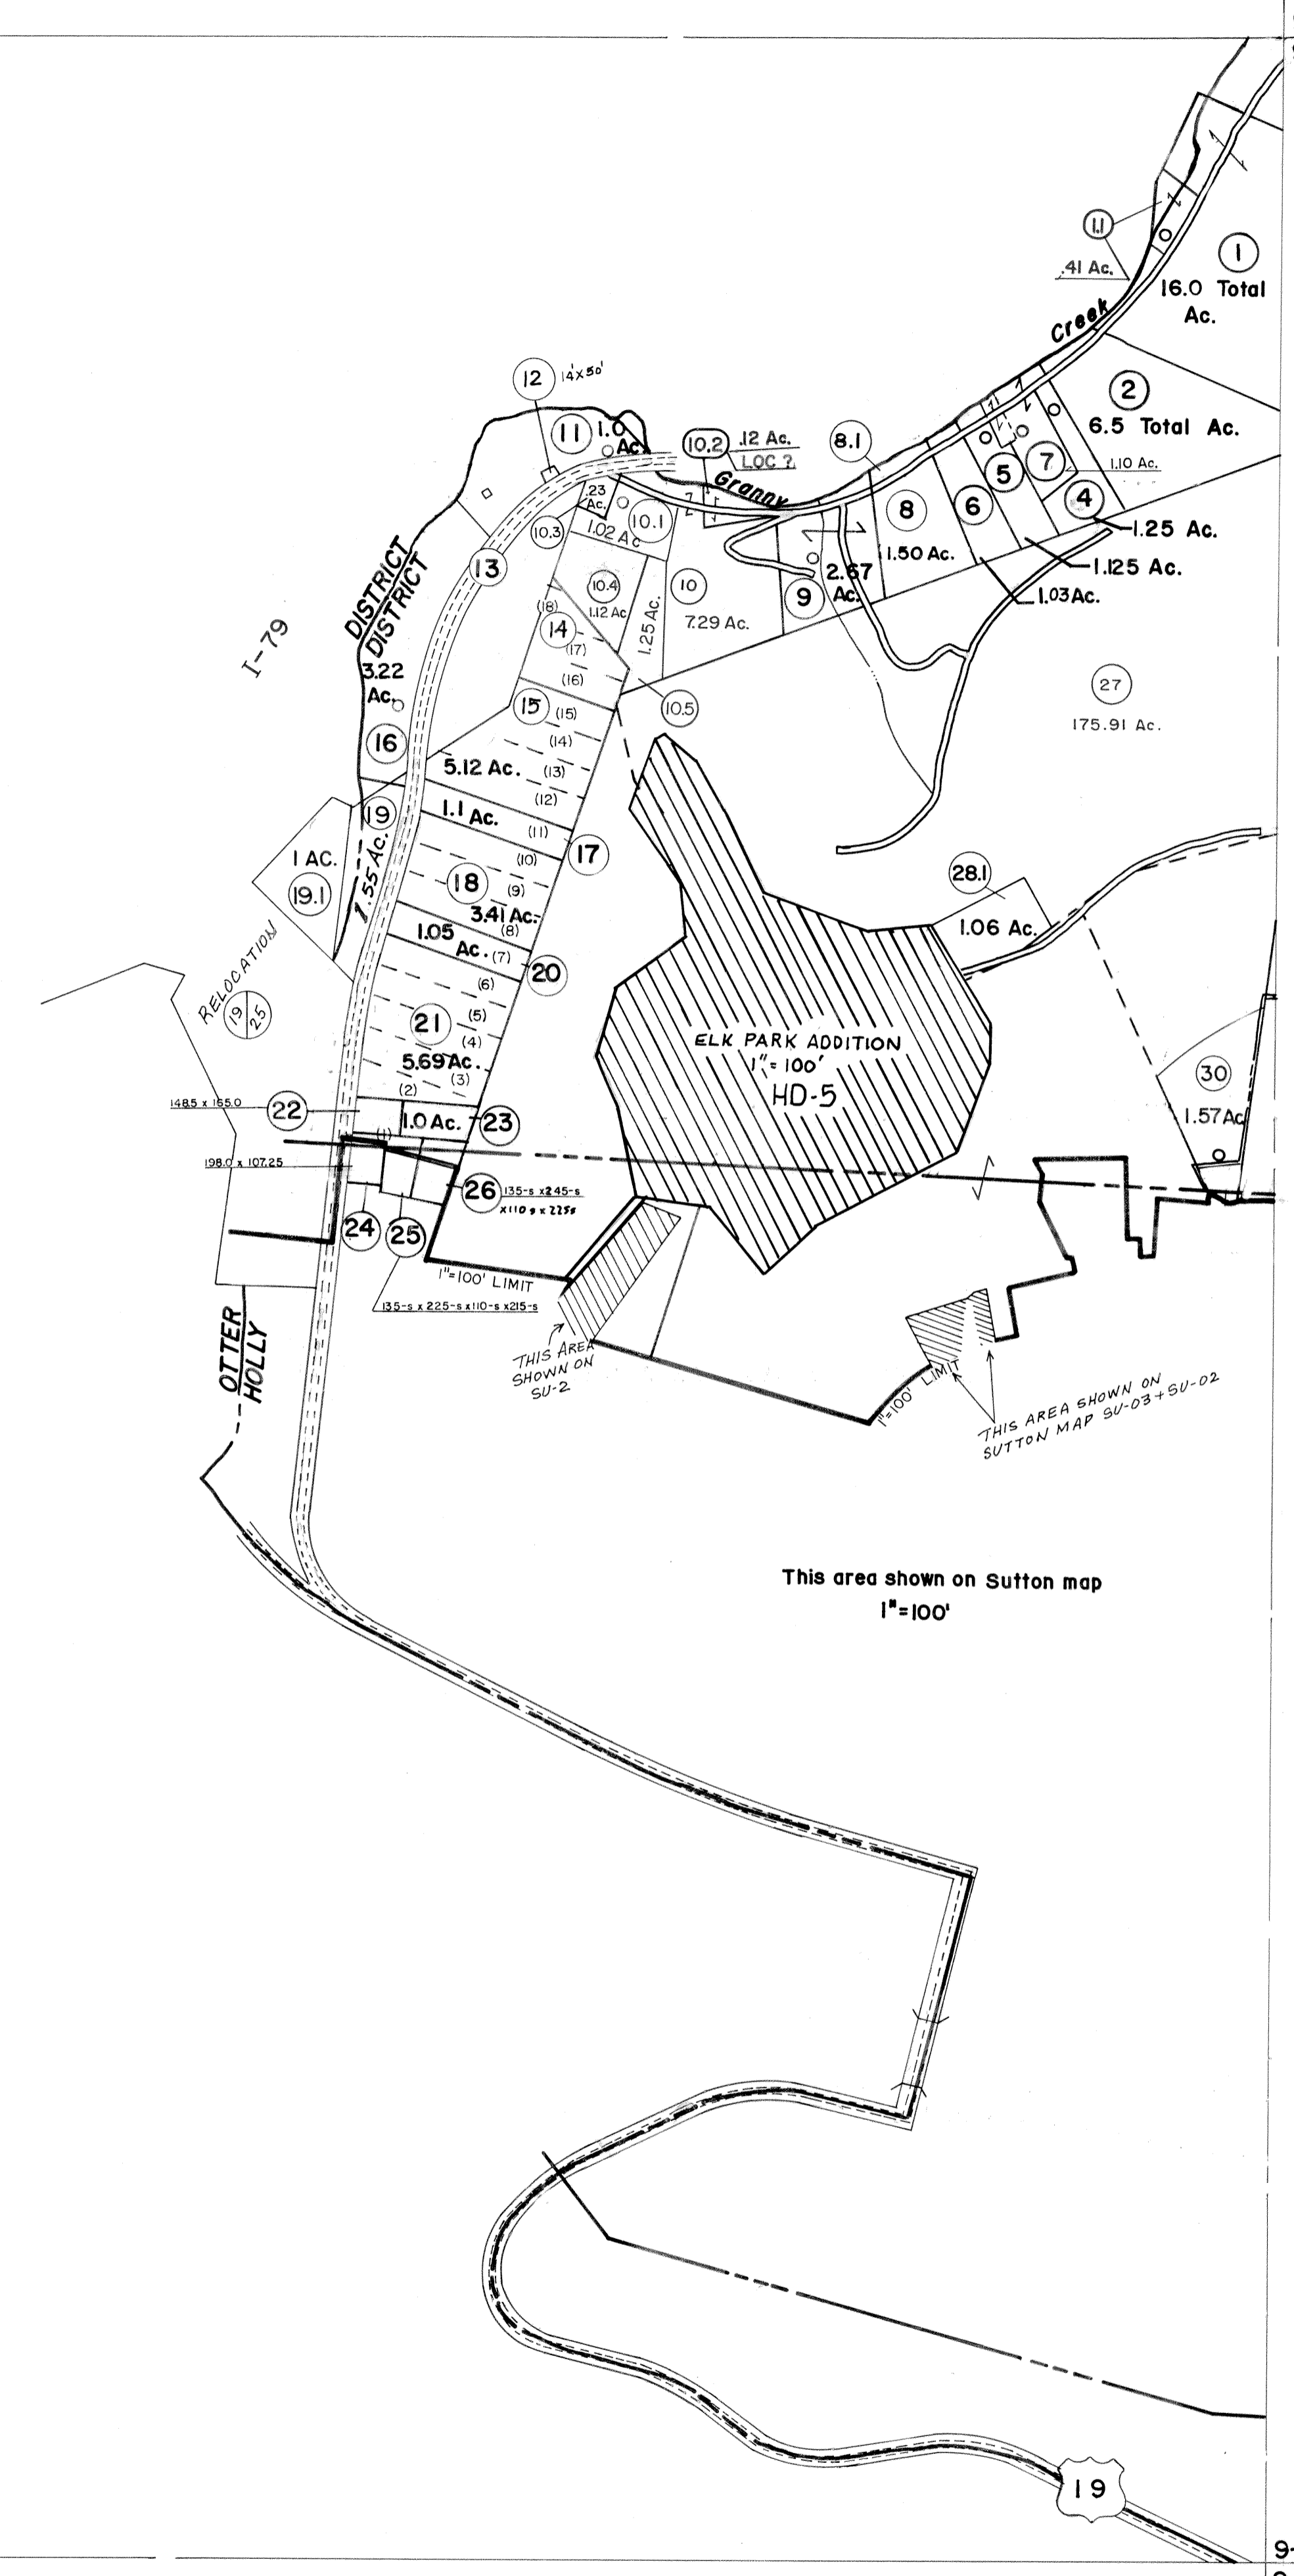 1.1
.41 Ac.
1
16.0 Total
Ac.
Creek
2
6.5 Total Ac.
12
14'x50'
11
1.0
Ac.
10.2
.12 Ac.
LOC ?
8.1
Granny
5
7
1.10 Ac.
4
1.25 Ac.
6
8
1.50 Ac.
1.125 Ac.
1.03 Ac.
.23
Ac.
10.1
10.3
1.02 Ac
13
DISTRICT
DISTRICT
10.4
1.12 Ac
10
7.29 Ac.
1.25 Ac.
9
2.67
Ac.
(18)
14
(17)
(16)
10.5
27
175.91 Ac.
I-79
3.22
Ac.
16
15
(15)
(14)
5.12 Ac.
(13)
(12)
19
1.55 Ac.
1.1 Ac.
(11)
17
(10)
1 AC.
19.1
18
(9)
3.41 Ac.
(8)
28.1
1.06 Ac.
1.05
Ac.
(7)
20
(6)
RELOCATION
19
25
21
(5)
(4)
5.69 Ac.
(3)
(2)
ELK PARK ADDITION
1"=100'
HD-5
30
1.57 Ac
148.5 x 165.0
22
1.0 Ac.
23
(1)
198.0 x 107.25
26
135-s x 245-s
x110 s x 225s
24
25
1"=100' LIMIT
135-s x 225-s x110-s x215-s
OTTER
HOLLY
THIS AREA
SHOWN ON
SU-2
1"=100' LIMIT
THIS AREA SHOWN ON
SUTTON MAP SU-03+SU-02
This area shown on Sutton map
1"=100'
19
9-